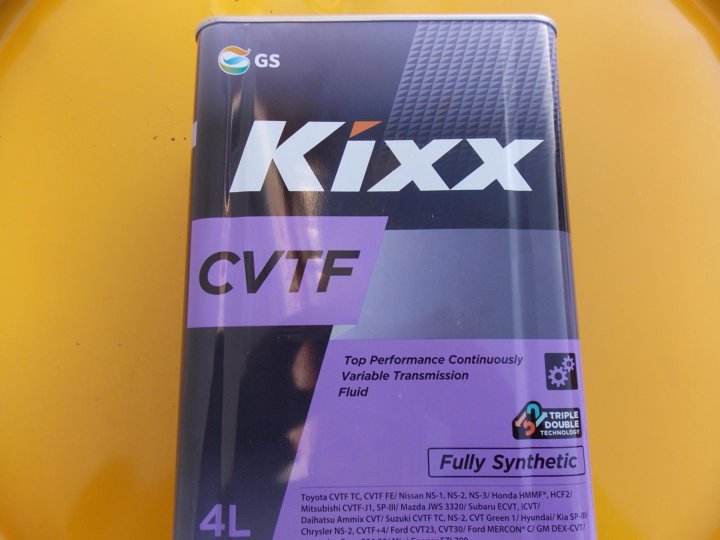 GS
Kixx
CVTF
Top Performance Continuously
Variable Transmission
Fluid
TRIPLE
DOUBLE
TECHNOLOGY
Fully Synthetic
Toyota CVTF TC, CVTF FE/ Nissan NS-1, NS-2, NS-3/ Honda HMMF*, HCF2/
Mitsubishi CVTF-J1, SP-III/ Mazda JWS 3320/ Subaru ECVT, iCVT/
Daihatsu Ammix CVT/ Suzuki CVTF TC, NS-2, CVT Green 1/ Hyundai/ Kia SP-III/
Chrysler NS-2, CVTF+4/ Ford CVT23, CVT30/ Ford MERCON* C/ GM DEX-CVT/
4L